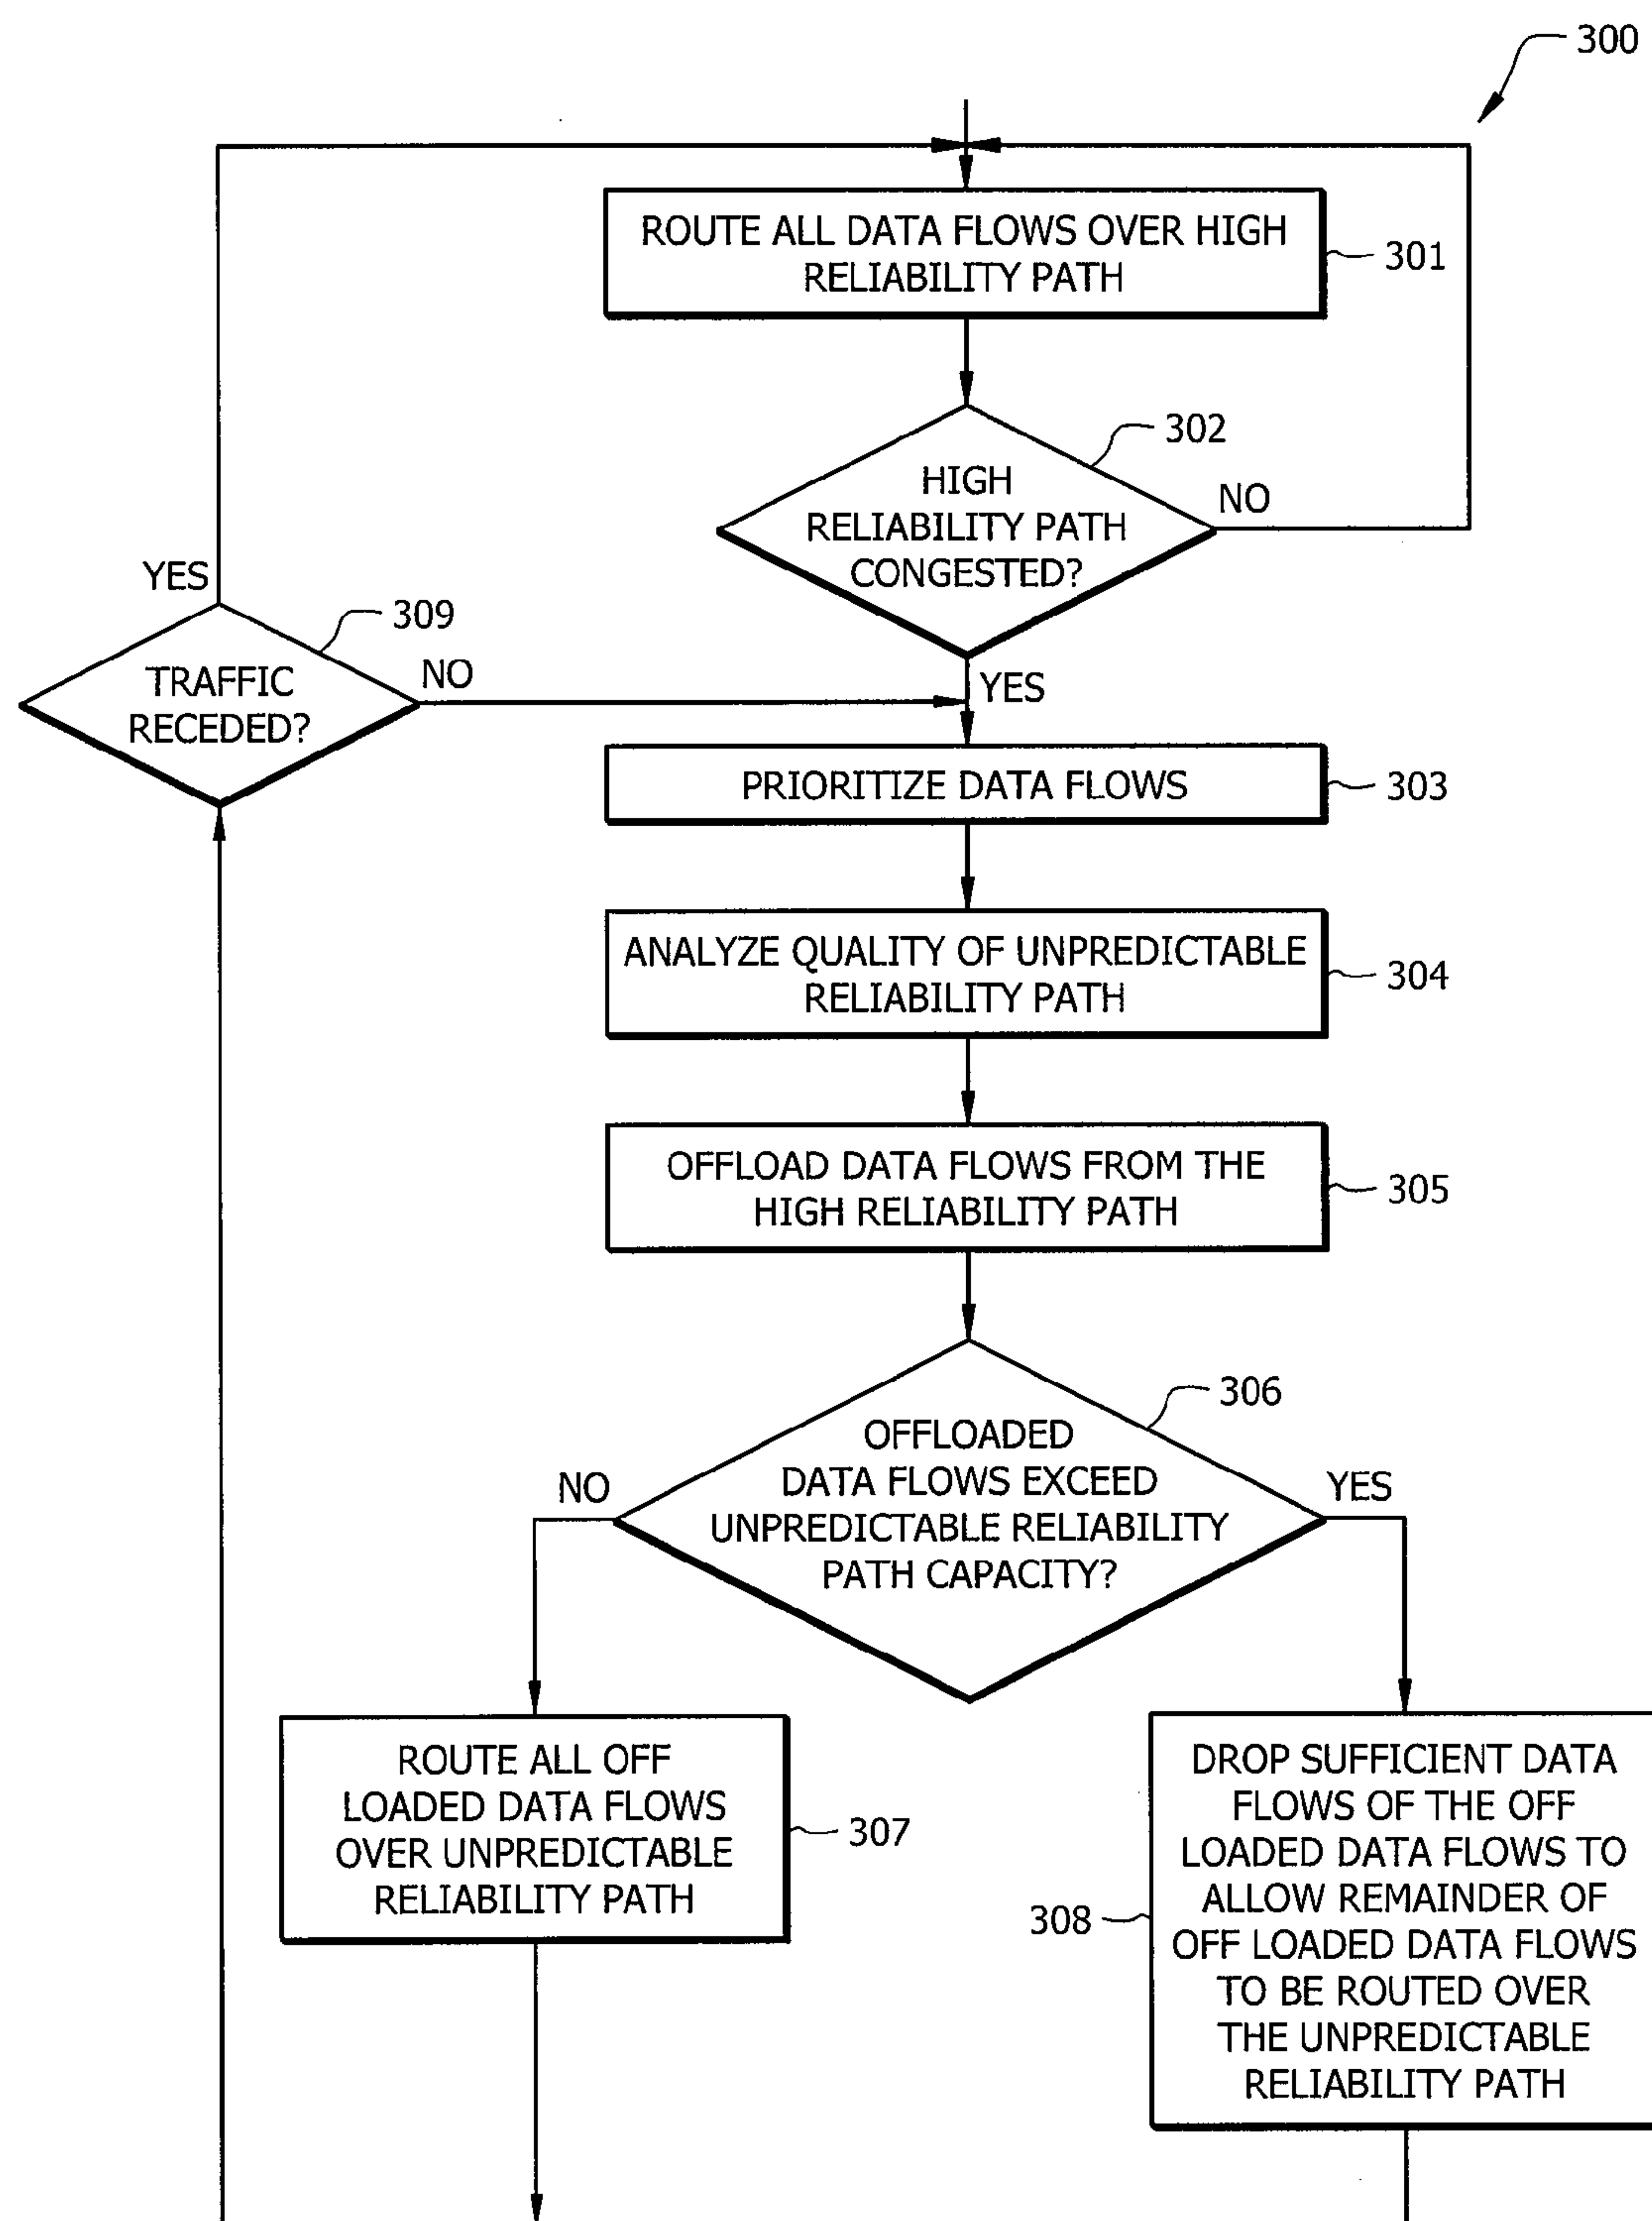 300
ROUTE ALL DATA FLOWS OVER HIGH
RELIABILITY PATH
301
302
HIGH
RELIABILITY PATH
CONGESTED?
NO
YES
309
TRAFFIC
RECEDED?
NO
YES
PRIORITIZE DATA FLOWS
303
ANALYZE QUALITY OF UNPREDICTABLE
RELIABILITY PATH
304
OFFLOAD DATA FLOWS FROM THE
HIGH RELIABILITY PATH
305
306
OFFLOADED
DATA FLOWS EXCEED
UNPREDICTABLE RELIABILITY
PATH CAPACITY?
NO
YES
ROUTE ALL OFF
LOADED DATA FLOWS
OVER UNPREDICTABLE
RELIABILITY PATH
307
DROP SUFFICIENT DATA
FLOWS OF THE OFF
LOADED DATA FLOWS TO
ALLOW REMAINDER OF
OFF LOADED DATA FLOWS
TO BE ROUTED OVER
THE UNPREDICTABLE
RELIABILITY PATH
308